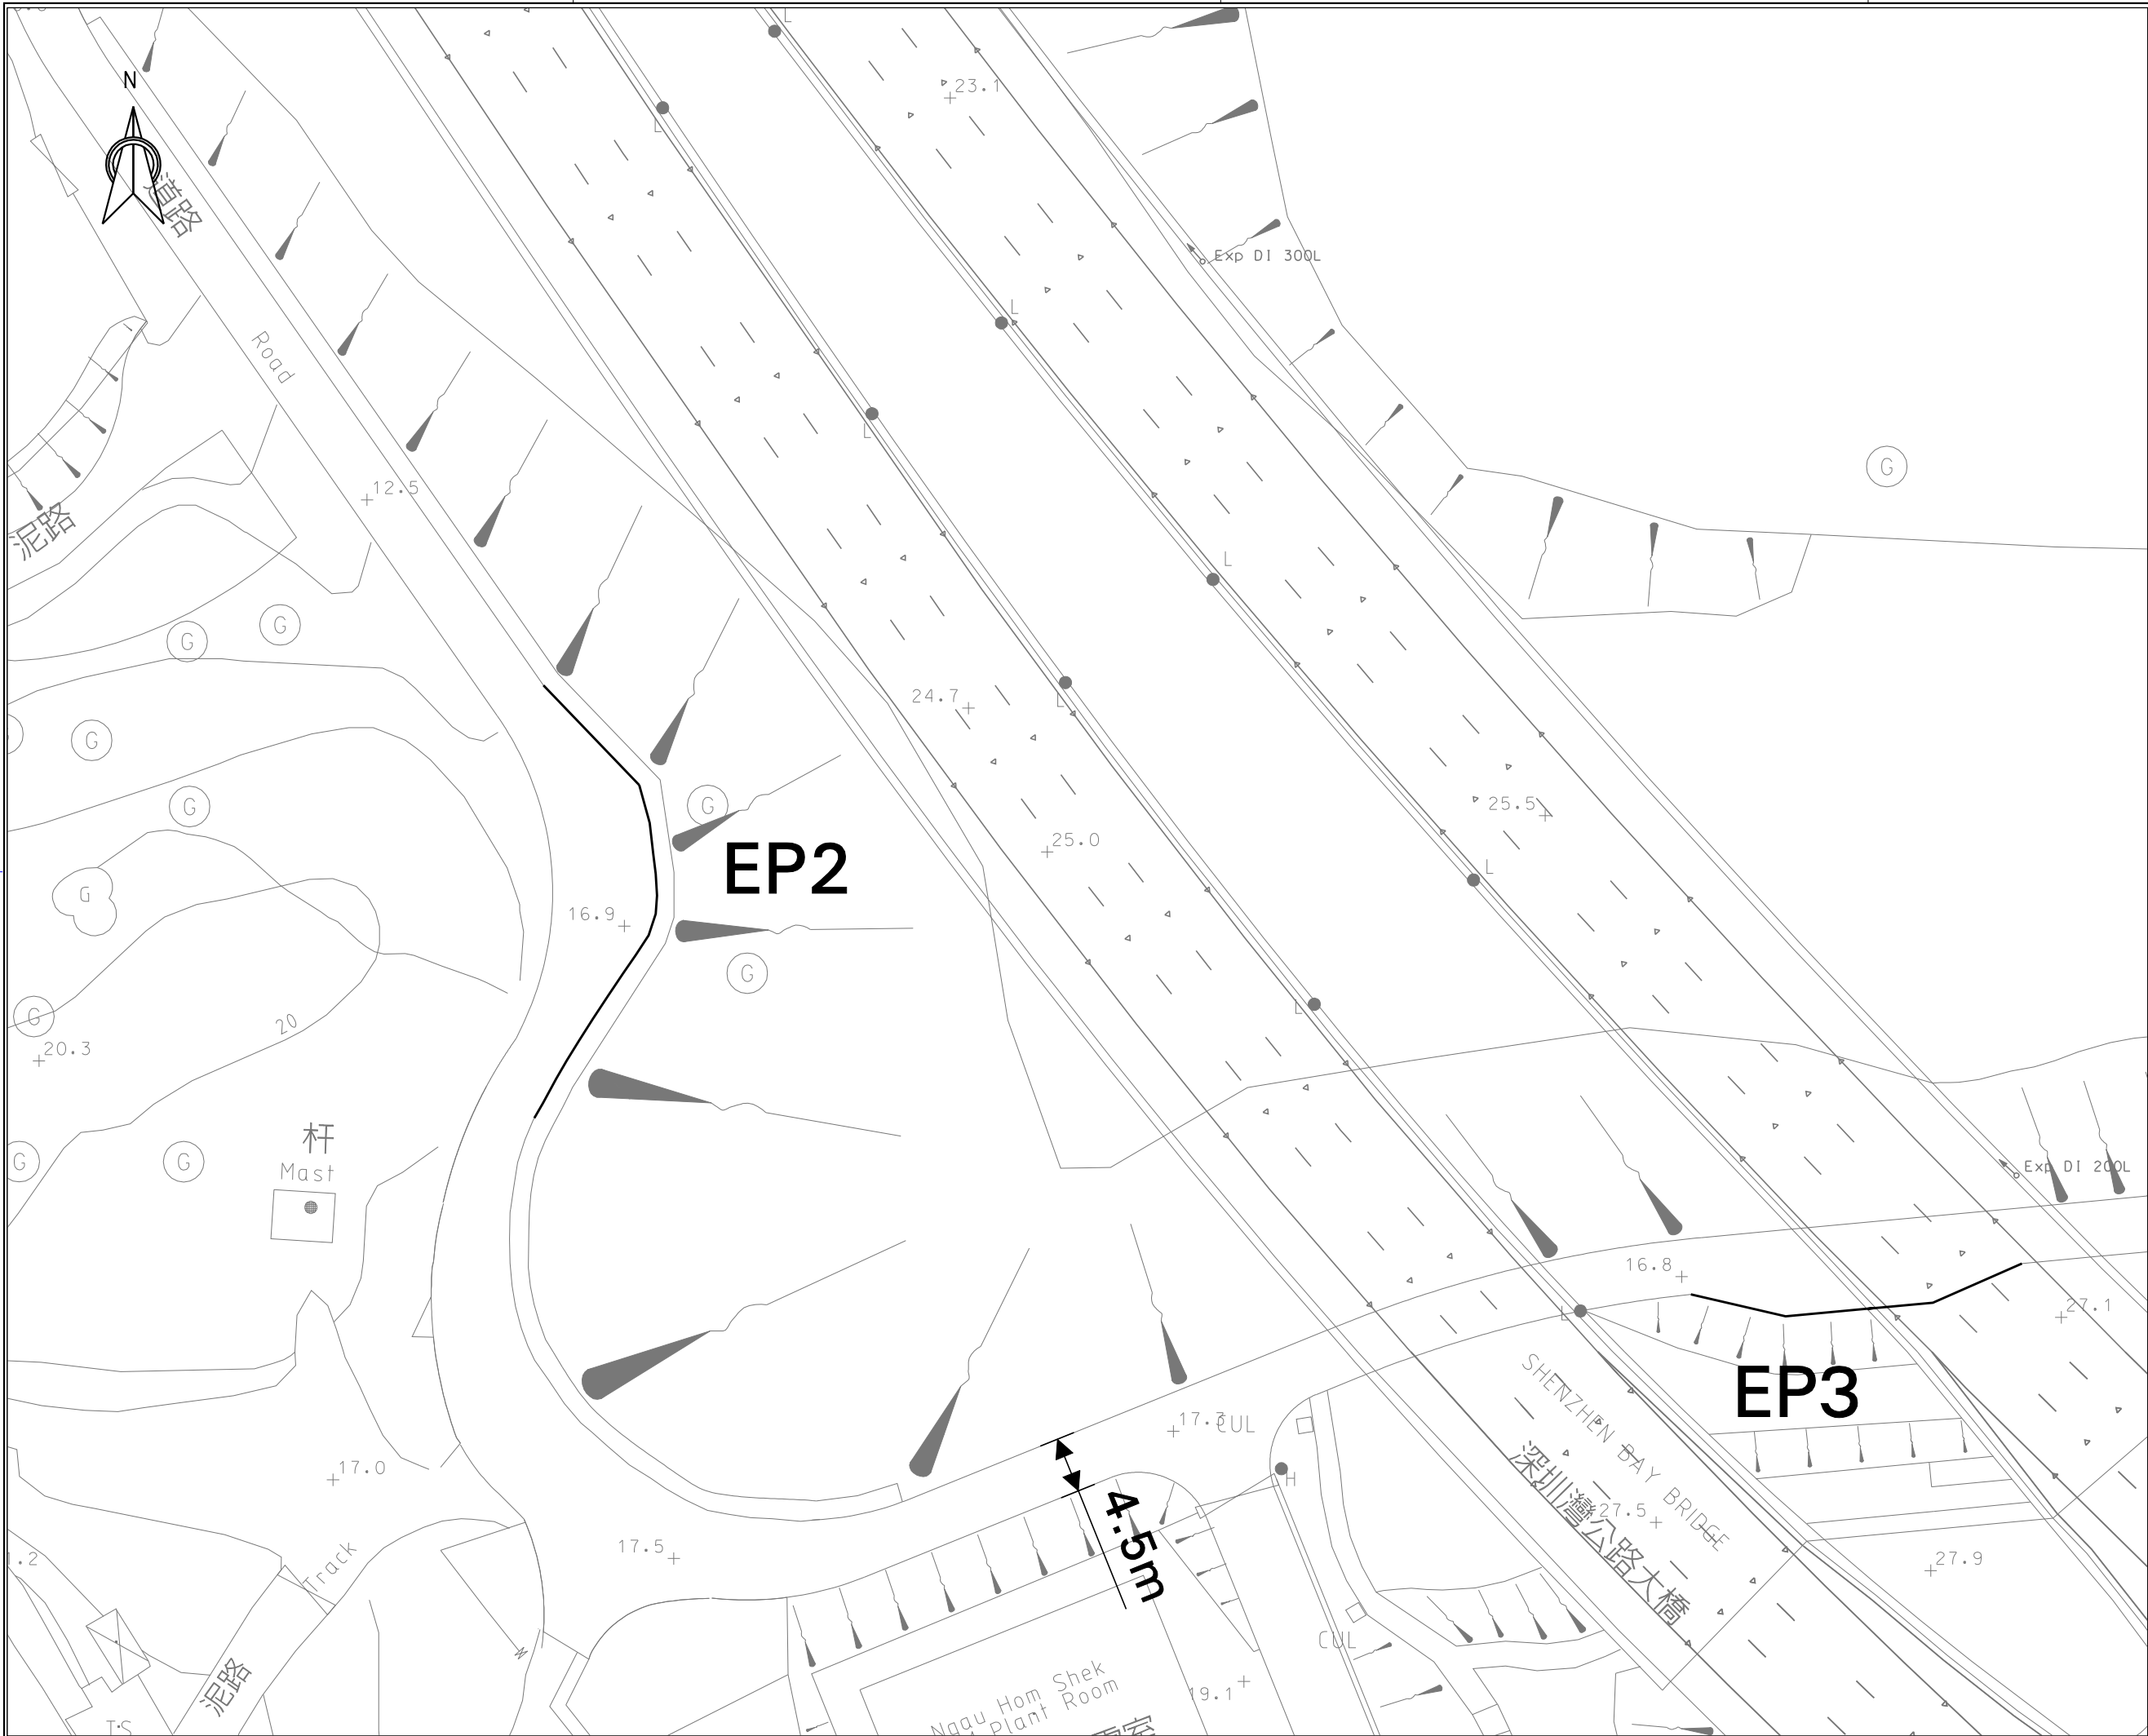 L
N
23.1
L
道路
Exp DI 300L
L
Road
L
G
12.5
泥路
L
G
G
24.7
L
G
G
G
25.5
25.0
EP2
L
G
16.9
G
G
L
20
20.3
杆
Mast
G
G
Exp DI 200L
16.8
27.1
L
EP3
SHENZHEN BAY BRIDGE
深圳灣公路大橋
17.3
CUL
17.0
H
4.5m
27.5
17.5
27.9
Track
泥路
CUL
Ngau Hom Shek
Plant Room
19.1
T.S